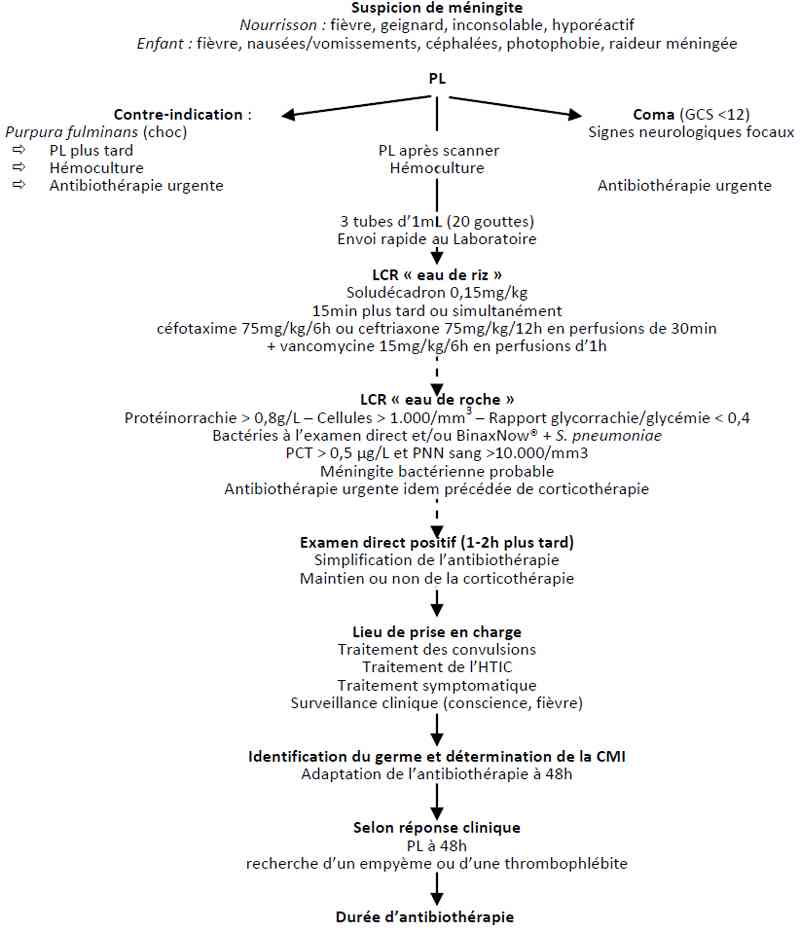 Suspicion de méningite
Nourrisson : fièvre, geignard, inconsolable, hyporéactif
Enfant : fièvre, nausées/vomissements, céphalées, photophobie, raideur méningée
PL
Contre-indication :
Purpura fulminans (choc)
⇨ PL plus tard
⇨ Hémoculture
⇨ Antibiothérapie urgente
PL après scanner
Hémoculture
Coma (GCS <12)
Signes neurologiques focaux
Antibiothérapie urgente
3 tubes d’1mL (20 gouttes)
Envoi rapide au Laboratoire
LCR « eau de riz »
Soludécadron 0,15mg/kg
15min plus tard ou simultanément
céfotaxime 75mg/kg/6h ou ceftriaxone 75mg/kg/12h en perfusions de 30min
+ vancomycine 15mg/kg/6h en perfusions d’1h
LCR « eau de roche »
Protéinorrachie > 0,8g/L – Cellules > 1.000/mm³ – Rapport glycorrachie/glycémie < 0,4
Bactéries à l’examen direct et/ou BinaxNow® + S. pneumoniae
PCT > 0,5 µg/L et PNN sang >10.000/mm3
Méningite bactérienne probable
Antibiothérapie urgente idem précédée de corticothérapie
Examen direct positif (1-2h plus tard)
Simplification de l’antibiothérapie
Maintien ou non de la corticothérapie
Lieu de prise en charge
Traitement des convulsions
Traitement de l’HTIC
Traitement symptomatique
Surveillance clinique (conscience, fièvre)
Identification du germe et détermination de la CMI
Adaptation de l’antibiothérapie à 48h
Selon réponse clinique
PL à 48h
recherche d’un empyème ou d’une thrombophlébite
Durée d’antibiothérapie